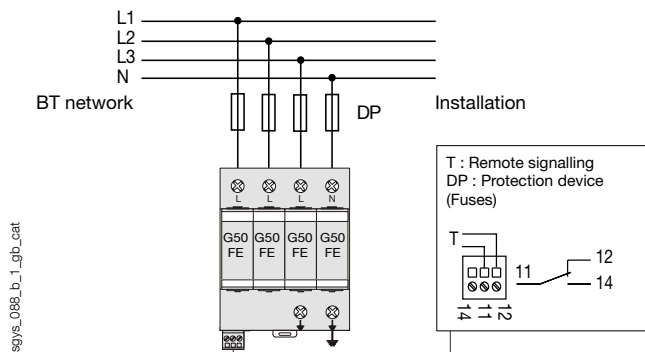 L1
L2
L3
N
BT network
DP
Installation
L L L N
G50 G50 G50 G50
FE FE FE FE
T : Remote signalling
DP : Protection device
(Fuses)
T
11
12
14
14 11 12
sgys_088_b_1_gb_cat